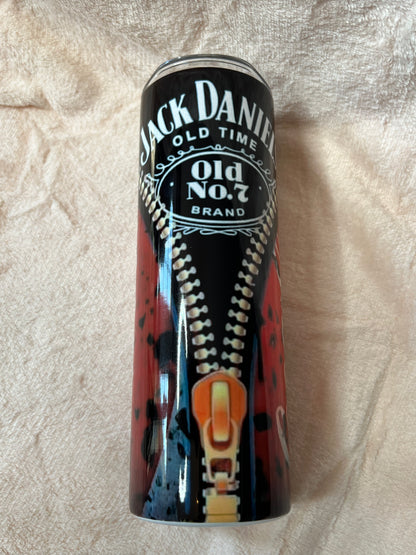 JACK DANIEL
OLD TIME
Old
No.7
BRAND